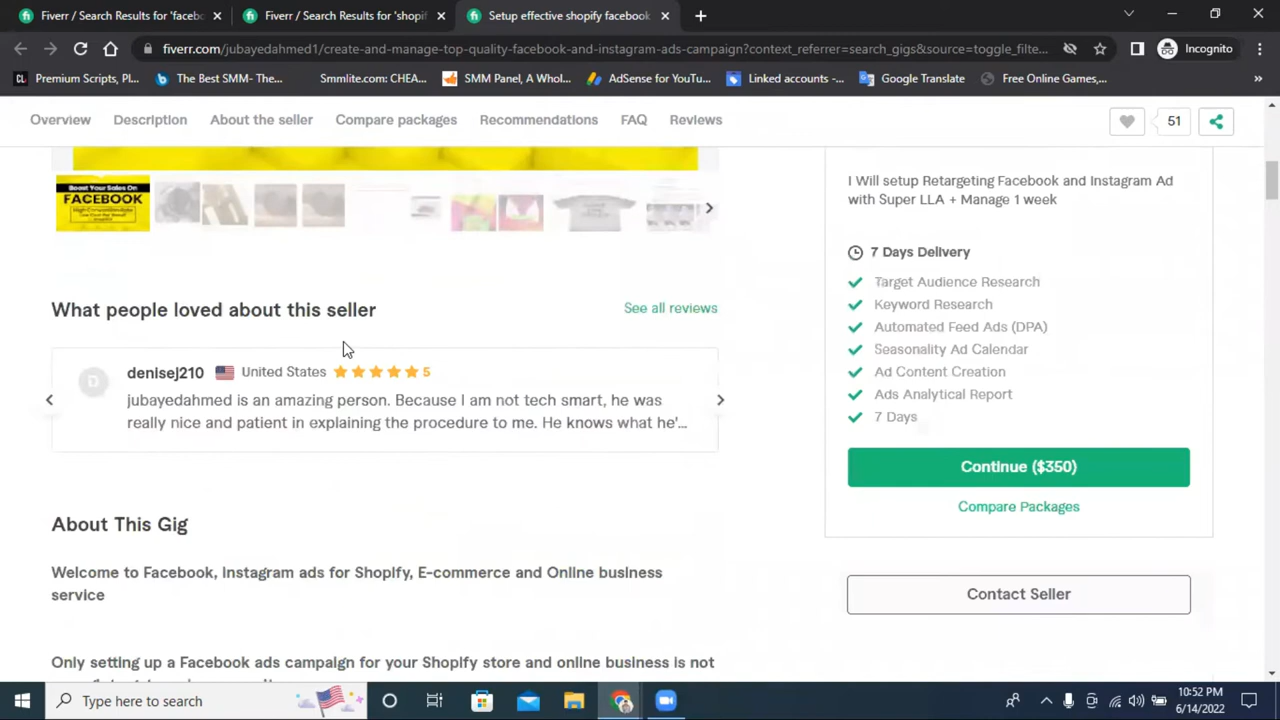 Fiverr / Search Results for 'faceb
Fiverr / Search Results for 'shopif
Setup effective shopify facebook
fiverr.com/jubayedahmed1/create-and-manage-top-quality-facebook-and-instagram-ads-campaign?context_referrer=search_gigs&source=toggle_filte...
Incognito
Premium Scripts, Pl...
The Best SMM- The...
Smmlite.com: CHEA...
SMM Panel, A Whol...
AdSense for YouTu...
Linked accounts -...
Google Translate
Free Online Games,...
Overview
Description
About the seller
Compare packages
Recommendations
FAQ
Reviews
51
Boost Your Sales On
FACEBOOK
I Will setup Retargeting Facebook and Instagram Ad
with Super LLA + Manage 1 week
7 Days Delivery
Target Audience Research
Keyword Research
Automated Feed Ads (DPA)
Seasonality Ad Calendar
Ad Content Creation
Ads Analytical Report
7 Days
Continue ($350)
Compare Packages
Contact Seller
What people loved about this seller
See all reviews
D
denisej210
United States
5
jubayedahmed is an amazing person. Because I am not tech smart, he was
really nice and patient in explaining the procedure to me. He knows what he'...
About This Gig
Welcome to Facebook, Instagram ads for Shopify, E-commerce and Online business
service
Only setting up a Facebook ads campaign for your Shopify store and online business is not
Type here to search
10:52 PM
6/14/2022